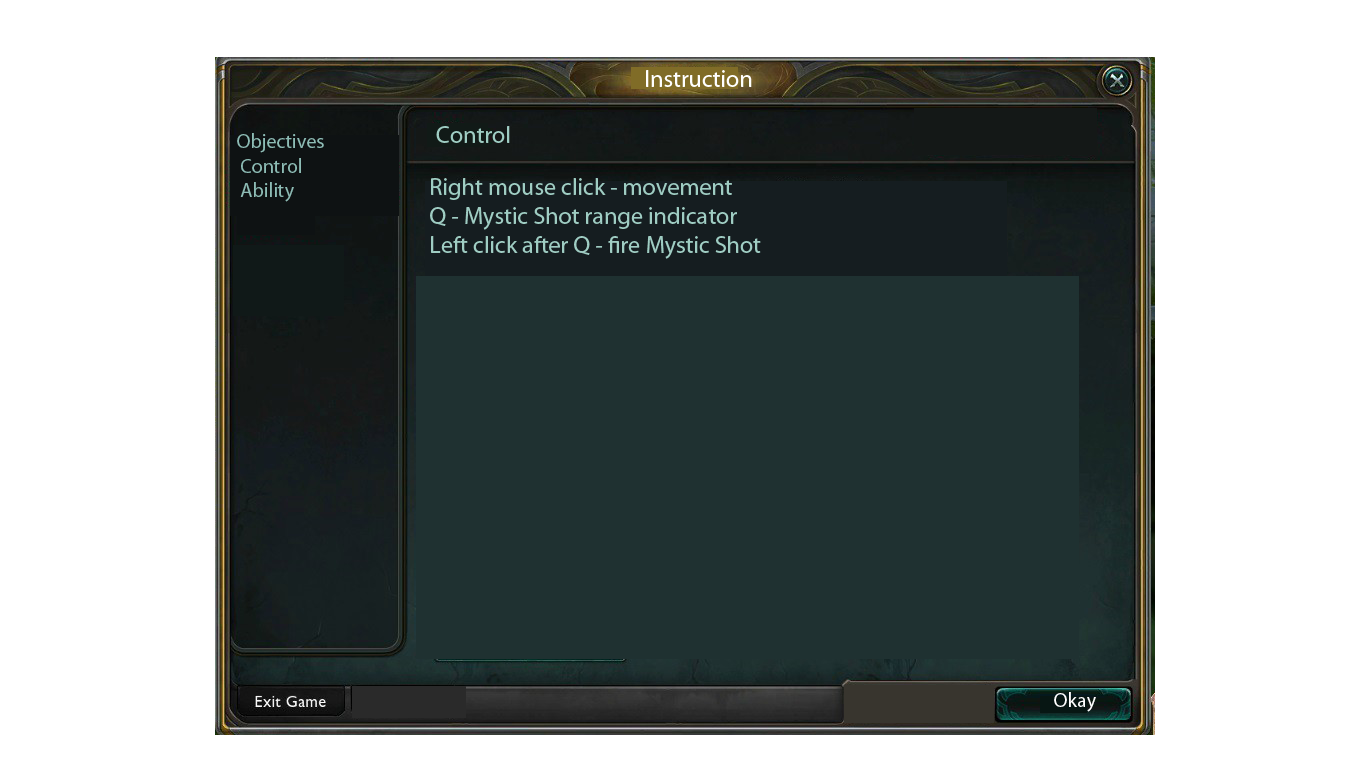 Instruction
Objectives
Control
Ability
Control
Right mouse click - movement
Q - Mystic Shot range indicator
Left click after Q - fire Mystic Shot
Exit Game
Okay